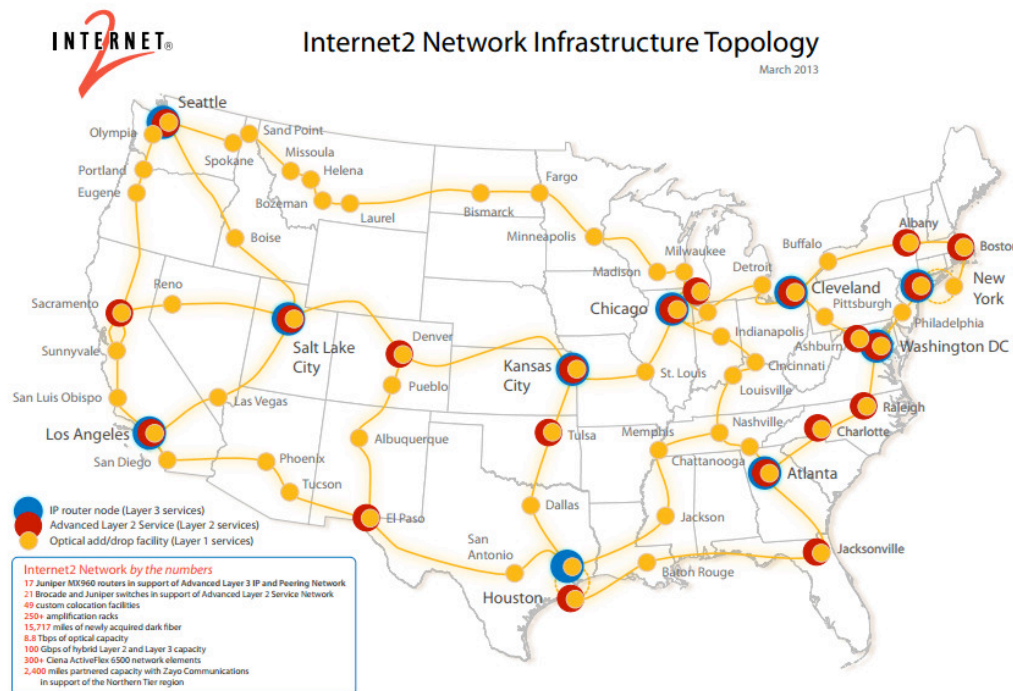 INTERNET®
2
Internet2 Network Infrastructure Topology
March 2013
Seattle
Olympia
Portland
Eugene
Spokane
Sand Point
Missoula
Helena
Bozeman
Laurel
Bismarck
Fargo
Minneapolis
Madison
Milwaukee
Detroit
Buffalo
Albany
Boston
Boise
Reno
Sacramento
Sunnyvale
San Luis Obispo
Los Angeles
San Diego
Las Vegas
Salt Lake
City
Denver
Pueblo
Albuquerque
Phoenix
Tucson
El Paso
Kansas
City
St. Louis
Chicago
Indianapolis
Cincinnati
Louisville
Cleveland
Pittsburgh
New
York
Philadelphia
Ashburn
Washington DC
Raleigh
Charlotte
Nashville
Memphis
Chattanooga
Atlanta
Tulsa
Dallas
Jackson
San
Antonio
Houston
Baton Rouge
Jacksonville
IP router node (Layer 3 services)
Advanced Layer 2 Service (Layer 2 services)
Optical add/drop facility (Layer 1 services)
Internet2 Network by the numbers
17 Juniper MX960 routers in support of Advanced Layer 3 IP and Peering Network
21 Brocade and Juniper switches in support of Advanced Layer 2 Service Network
49 custom colocation facilities
250+ amplification racks
15,717 miles of newly acquired dark fiber
8.8 Tbps of optical capacity
100 Gbps of hybrid Layer 2 and Layer 3 capacity
300+ Ciena ActiveFlex 6500 network elements
2,400 miles partnered capacity with Zayo Communications
in support of the Northern Tier region